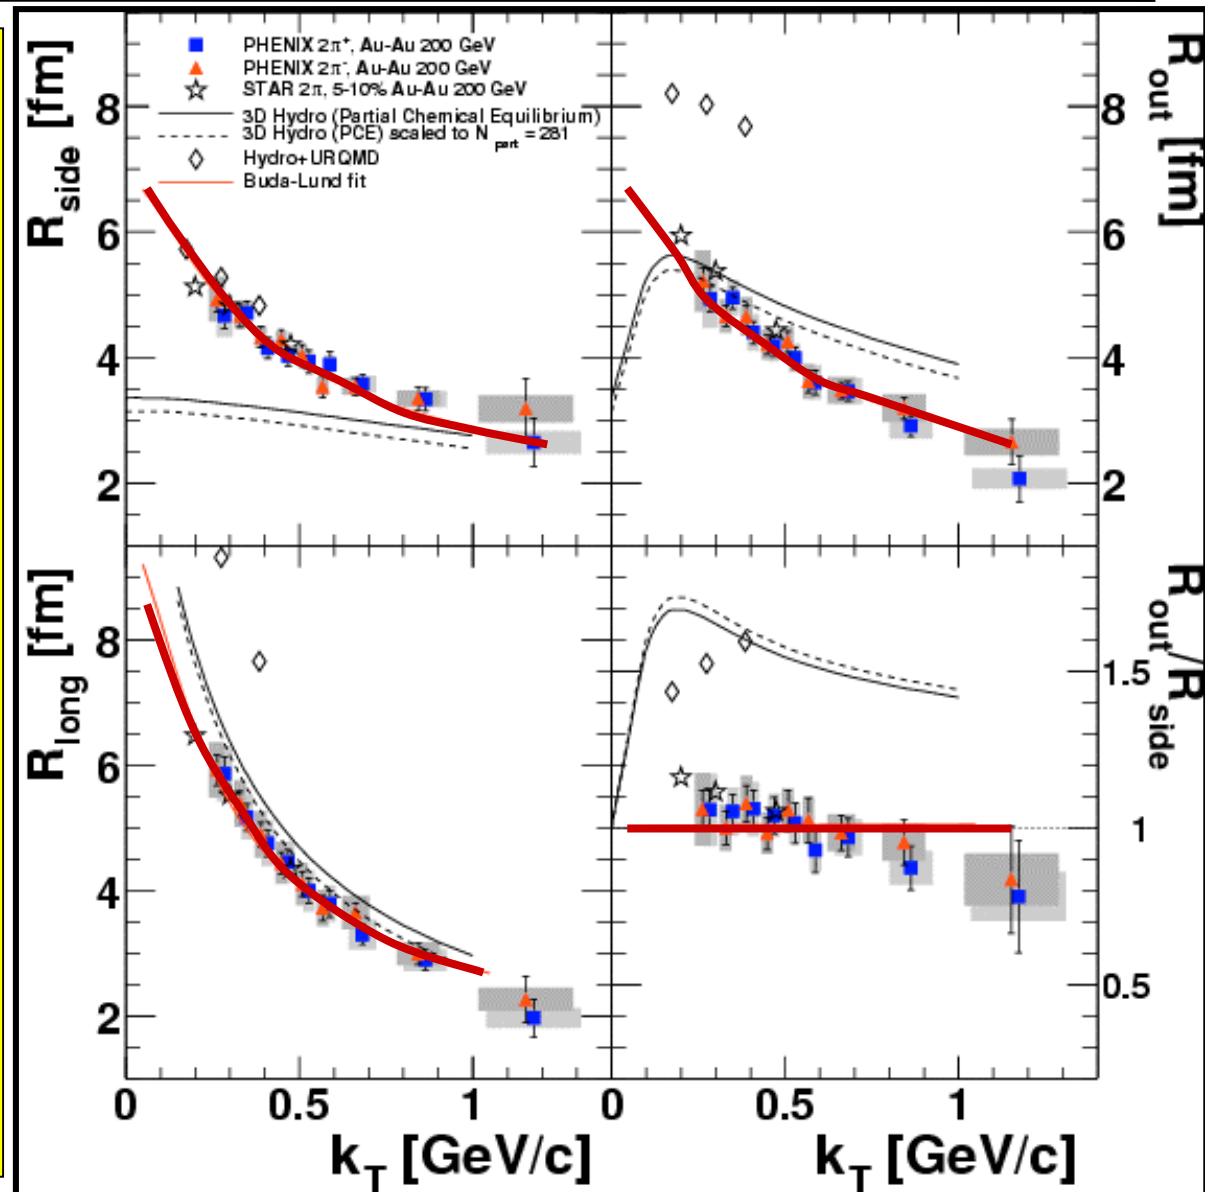 PHENIX 2π⁺, Au-Au 200 GeV
PHENIX 2π⁻, Au-Au 200 GeV
STAR 2π, 5-10% Au-Au 200 GeV
3D Hydro (Partial Chemical Equilibrium)
3D Hydro (PCE) scaled to N_part = 281
Hydro+URQMD
Buda-Lund fit
R_side [fm]
8
6
4
2
R_out [fm]
8
6
4
2
R_long [fm]
8
6
4
2
R_out/R_side
1.5
1
0.5
0 0.5 1
0 0.5 1
k_T [GeV/c]
k_T [GeV/c]